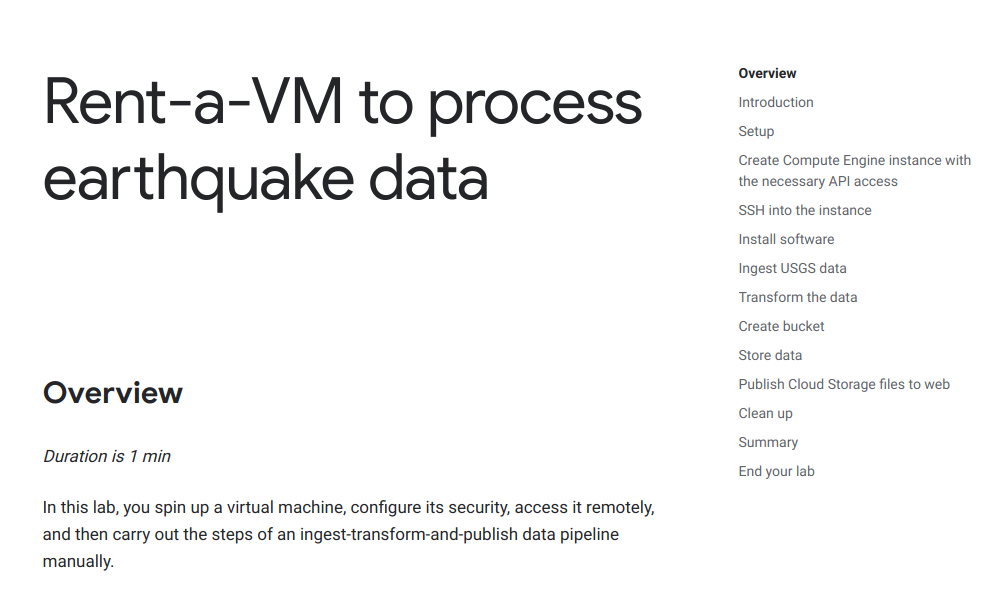 Rent-a-VM to process
earthquake data
Overview
Duration is 1 min
In this lab, you spin up a virtual machine, configure its security, access it remotely,
and then carry out the steps of an ingest-transform-and-publish data pipeline
manually.
Overview
Introduction
Setup
Create Compute Engine instance with
the necessary API access
SSH into the instance
Install software
Ingest USGS data
Transform the data
Create bucket
Store data
Publish Cloud Storage files to web
Clean up
Summary
End your lab